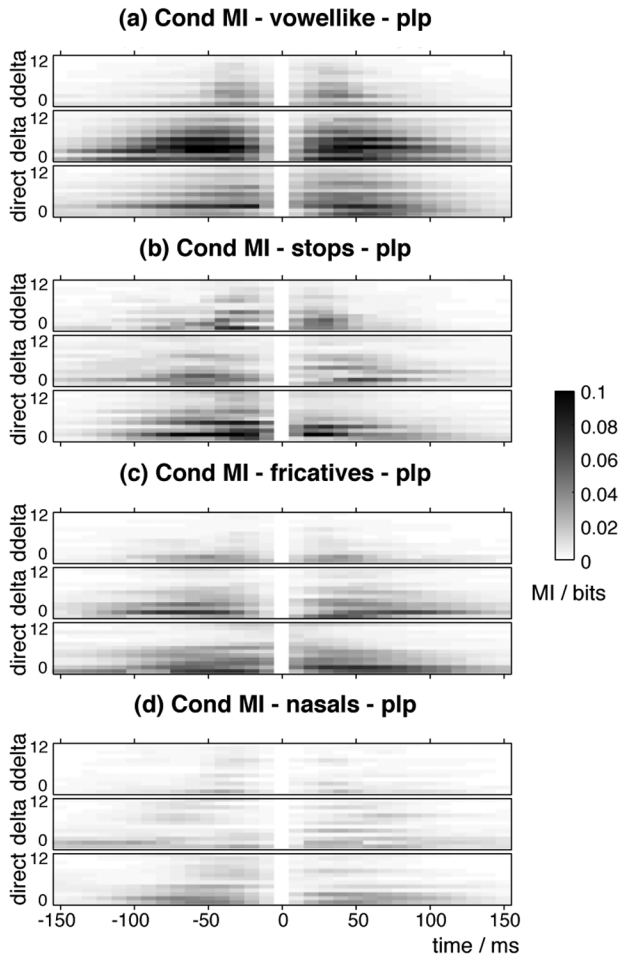 (a) Cond MI - vowellike - plp
12
0
ddelta
12
0
delta
12
0
direct
(b) Cond MI - stops - plp
12
0
ddelta
12
0
delta
12
0
direct
(c) Cond MI - fricatives - plp
12
0
ddelta
12
0
delta
12
0
direct
(d) Cond MI - nasals - plp
12
0
ddelta
12
0
delta
12
0
direct
-150 -100 -50 0 50 100 150
time / ms
0.1
0.08
0.06
0.04
0.02
0
MI / bits